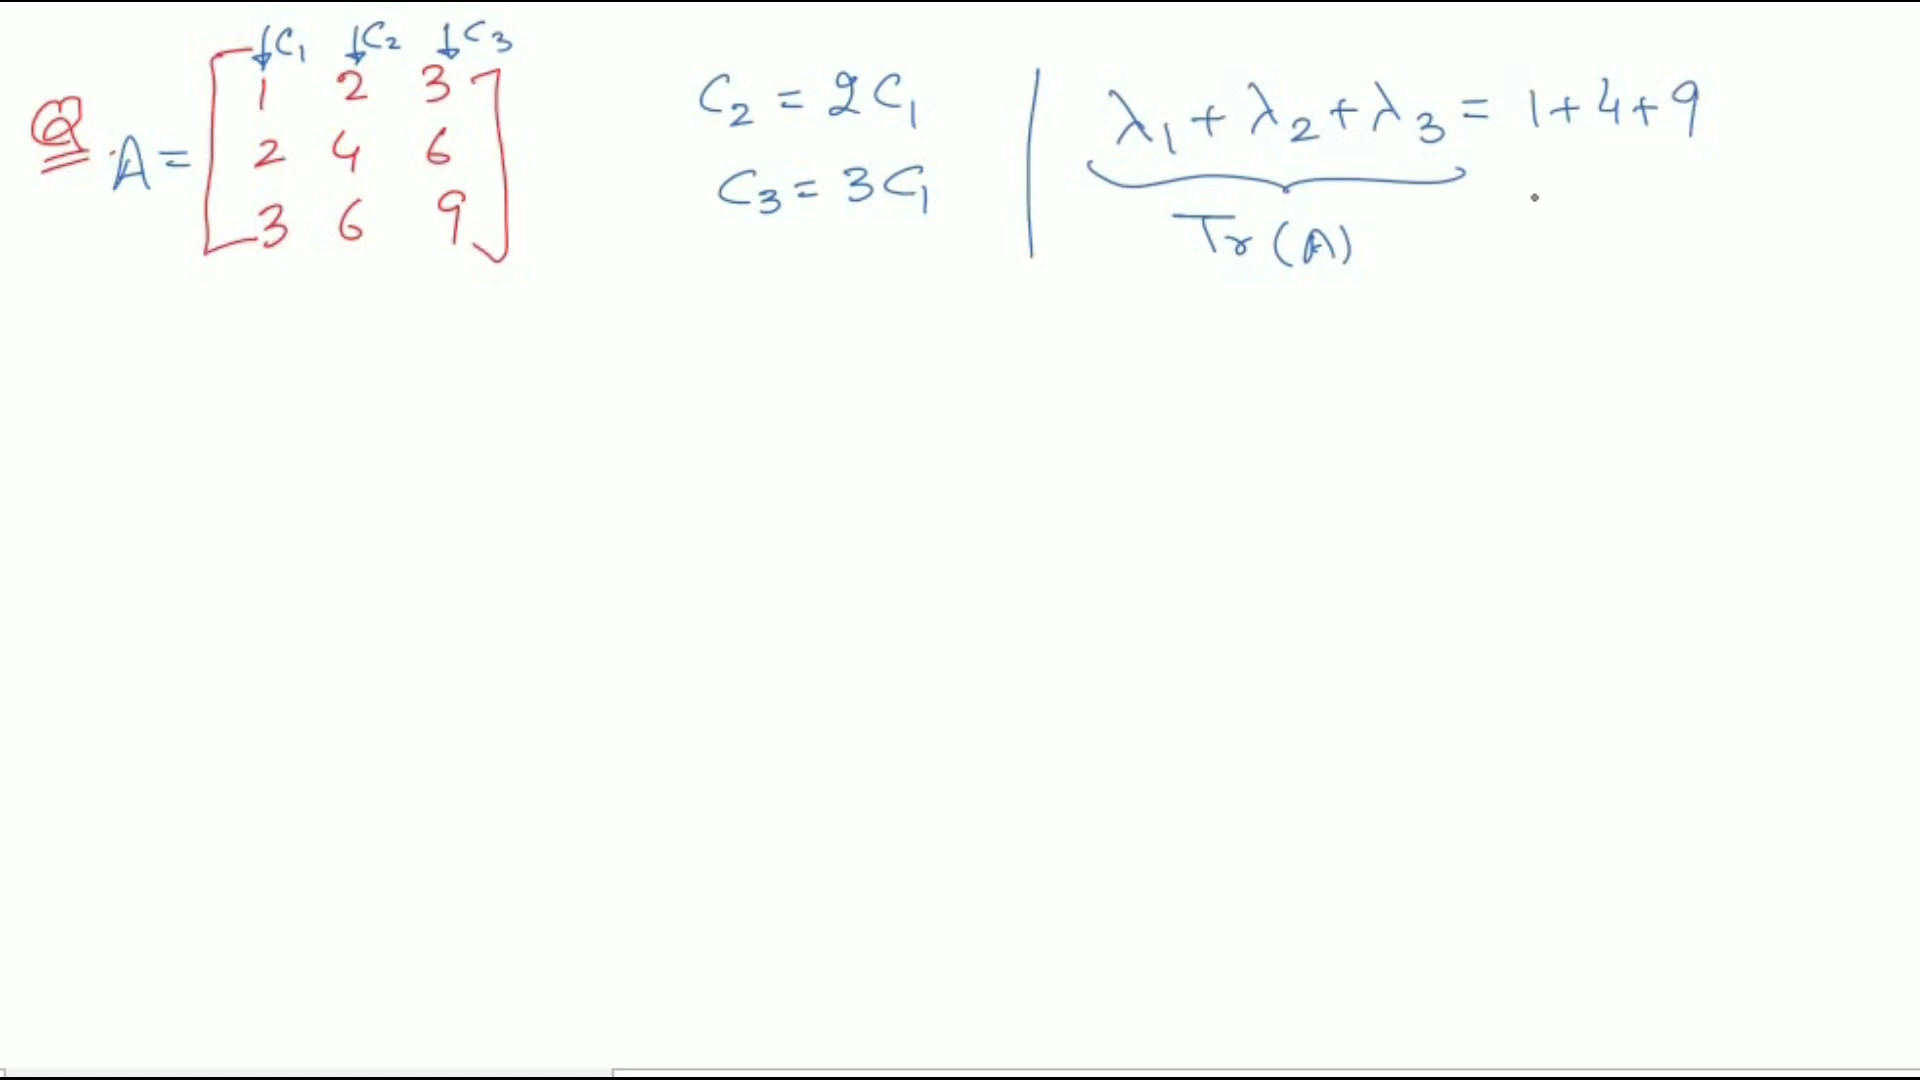 ↓C₁ ↓C₂ ↓C₃
Q A = [1 2 3
2 4 6
3 6 9]
C₂ = 2C₁
C₃ = 3C₁
λ₁ + λ₂ + λ₃ = 1+4+9
Tr(A)